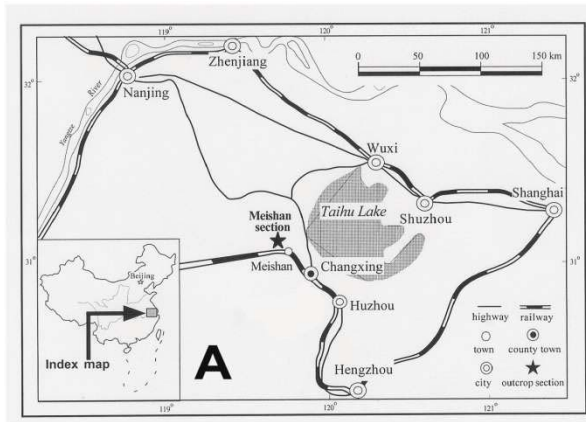 119°
120°
121°
0
50
100
150 km
Zhenjiang
32°
32°
Nanjing
Yangtze
River
Wuxi
Shanghai
Taihu Lake
Shuzhou
Meishan
section
31°
31°
Meishan
Changxing
Beijing
Huzhou
highway
railway
town
county town
Index map
A
Hengzhou
city
outcrop section
119°
120°
121°